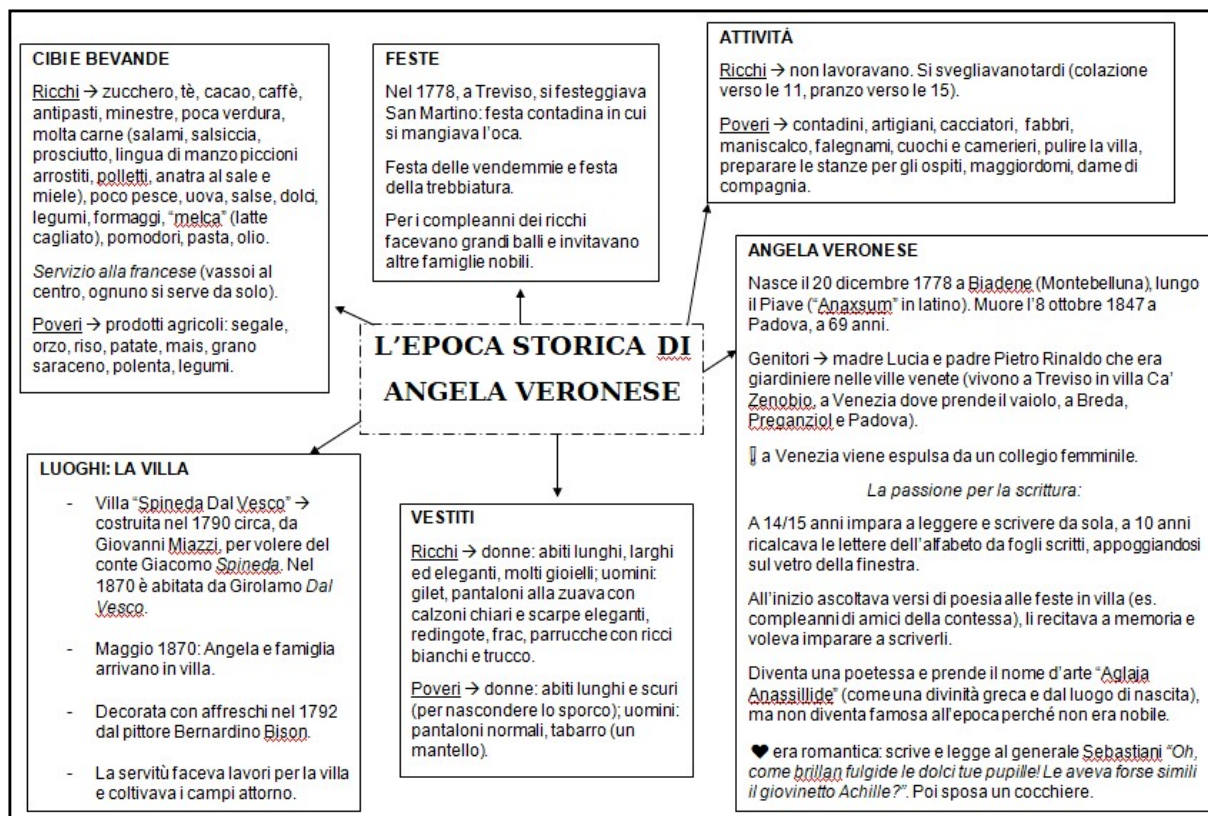 CIBI E BEVANDE
Ricchi → zucchero, tè, cacao, caffè,
antipasti, minestre, poca verdura,
molta carne (salami, salsiccia,
prosciutto, lingua di manzo piccioni
arrostiti, polletti, anatra al sale e
miele), poco pesce, uova, salse, dolci,
legumi, formaggi, “melca” (latte
cagliato), pomodori, pasta, olio.
Servizio alla francese (vassoi al
centro, ognuno si serve da solo).
Poveri → prodotti agricoli: segale,
orzo, riso, patate, mais, grano
saraceno, polenta, legumi.
FESTE
Nel 1778, a Treviso, si festeggiava
San Martino: festa contadina in cui
si mangiava l’oca.
Festa delle vendemmie e festa
della trebbiatura.
Per i compleanni dei ricchi
facevano grandi balli e invitavano
altre famiglie nobili.
ATTIVITÀ
Ricchi → non lavoravano. Si svegliavano tardi (colazione
verso le 11, pranzo verso le 15).
Poveri → contadini, artigiani, cacciatori, fabbri,
maniscalco, falegnami, cuochi e camerieri, pulire la villa,
preparare le stanze per gli ospiti, maggiordomi, dame di
compagnia.
L’EPOCA STORICA DI
ANGELA VERONESE
ANGELA VERONESE
Nasce il 20 dicembre 1778 a Biadene (Montebelluna), lungo
il Piave (“Anaxsum” in latino). Muore l’8 ottobre 1847 a
Padova, a 69 anni.
Genitori → madre Lucia e padre Pietro Rinaldo che era
giardiniere nelle ville venete (vivono a Treviso in villa Ca’
Zenobio, a Venezia dove prende il vaiolo, a Breda,
Preganziol e Padova).
a Venezia viene espulsa da un collegio femminile.
La passione per la scrittura:
A 14/15 anni impara a leggere e scrivere da sola, a 10 anni
ricalcava le lettere dell’alfabeto da fogli scritti, appoggiandosi
sul vetro della finestra.
All’inizio ascoltava versi di poesia alle feste in villa (es.
compleanni di amici della contessa), li recitava a memoria e
voleva imparare a scriverli.
Diventa una poetessa e prende il nome d’arte “Aglaja
Anassillide” (come una divinità greca e dal luogo di nascita),
ma non diventa famosa all’epoca perché non era nobile.
♥ era romantica: scrive e legge al generale Sebastiani “Oh,
come brillan fulgide le dolci tue pupille! Le aveva forse simili
il giovinetto Achille?”. Poi sposa un cocchiere.
LUOGHI: LA VILLA
- Villa “Spineda Dal Vesco” →
costruita nel 1790 circa, da
Giovanni Miazzi, per volere del
conte Giacomo Spineda. Nel
1870 è abitata da Girolamo Dal
Vesco.
- Maggio 1870: Angela e famiglia
arrivano in villa.
- Decorata con affreschi nel 1792
dal pittore Bernardino Bison.
- La servitù faceva lavori per la villa
e coltivava i campi attorno.
VESTITI
Ricchi → donne: abiti lunghi, larghi
ed eleganti, molti gioielli; uomini:
gilet, pantaloni alla zuava con
calzoni chiari e scarpe eleganti,
redingote, frac, parrucche con ricci
bianchi e trucco.
Poveri → donne: abiti lunghi e scuri
(per nascondere lo sporco); uomini:
pantaloni normali, tabarro (un
mantello).